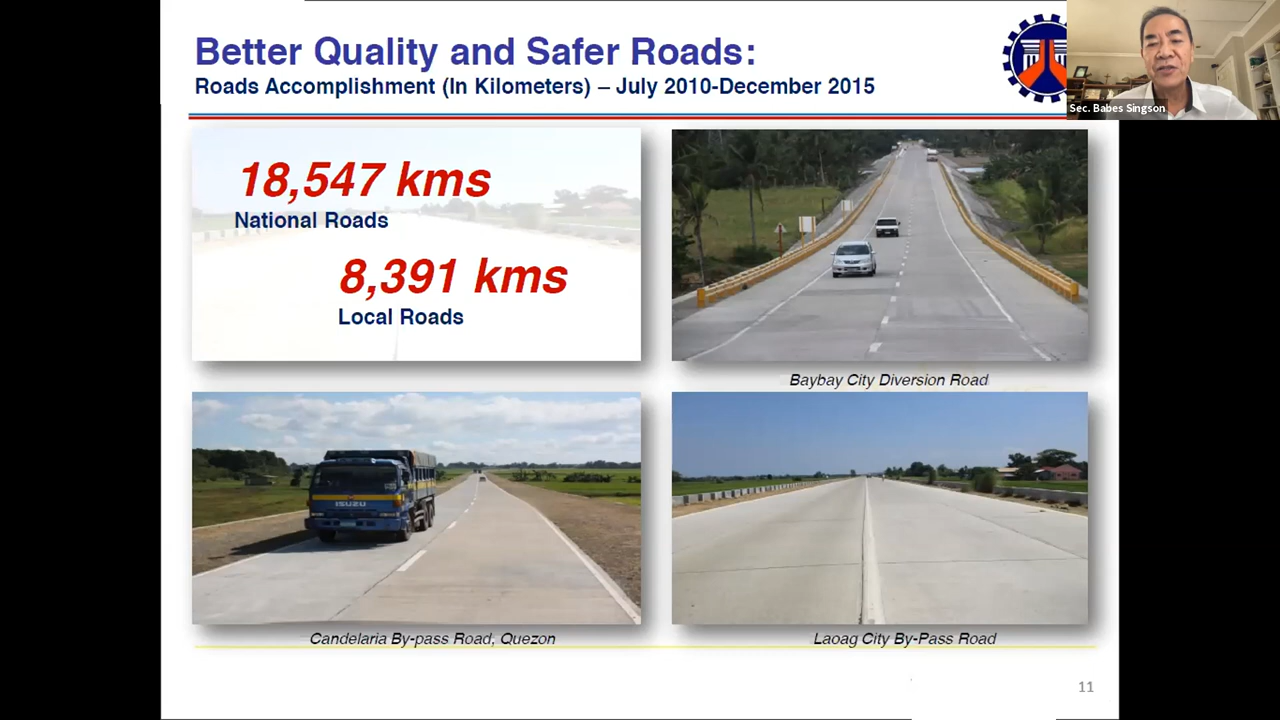 Better Quality and Safer Roads:
Roads Accomplishment (In Kilometers) – July 2010-December 2015
Sec. Babes Singson
18,547 kms
National Roads
8,391 kms
Local Roads
Baybay City Diversion Road
ISUZU
Candelaria By-pass Road, Quezon
Laoag City By-Pass Road
11